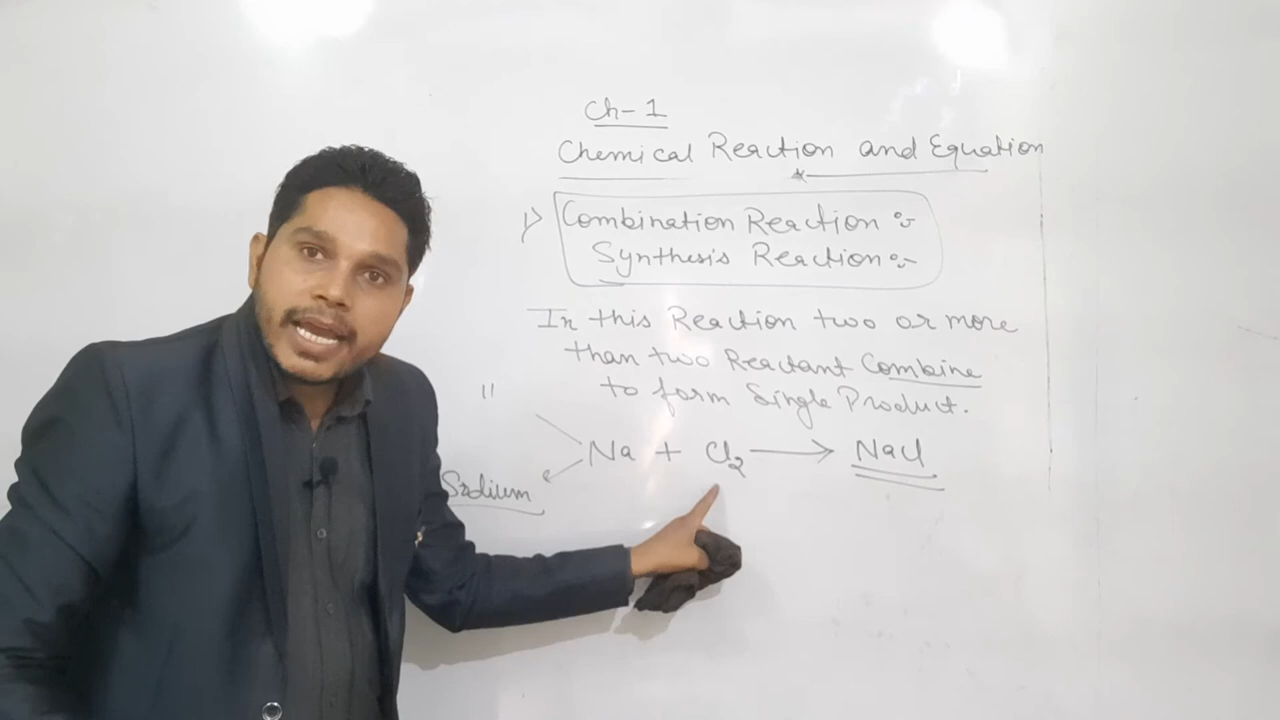 Ch-1
Chemical Reaction and Equation
1> Combination Reaction :-
Synthesis Reaction :-
In this Reaction two or more
than two Reactant Combine
to form Single Product.
11
Na + Cl₂ → NaCl
Sodium